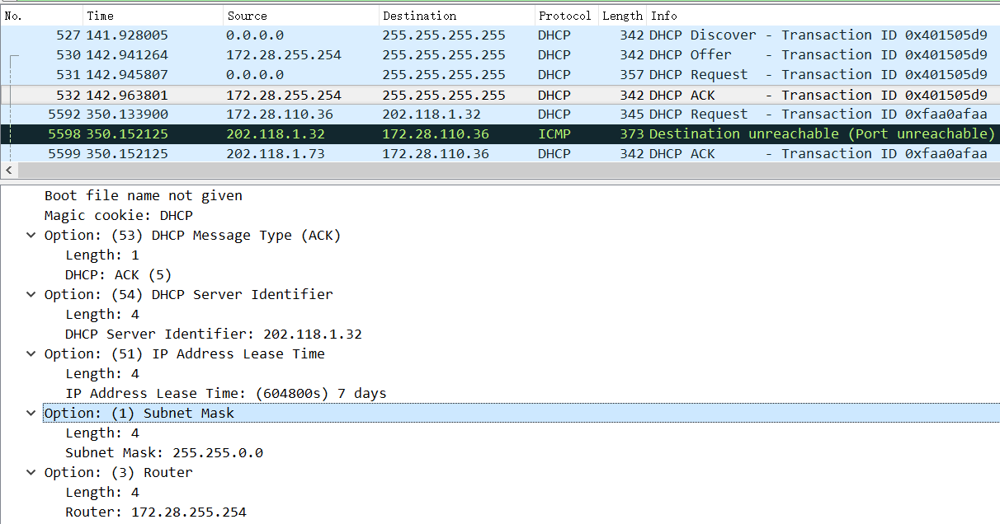 No. Time Source Destination Protocol Length Info
527 141.928005 0.0.0.0 255.255.255.255 DHCP 342 DHCP Discover - Transaction ID 0x401505d9
530 142.941264 172.28.255.254 255.255.255.255 DHCP 342 DHCP Offer - Transaction ID 0x401505d9
531 142.945807 0.0.0.0 255.255.255.255 DHCP 357 DHCP Request - Transaction ID 0x401505d9
532 142.963801 172.28.255.254 255.255.255.255 DHCP 342 DHCP ACK - Transaction ID 0x401505d9
5592 350.133900 172.28.110.36 202.118.1.32 DHCP 345 DHCP Request - Transaction ID 0xfaa0afaa
5598 350.152125 202.118.1.32 172.28.110.36 ICMP 373 Destination unreachable (Port unreachable)
5599 350.152125 202.118.1.73 172.28.110.36 DHCP 342 DHCP ACK - Transaction ID 0xfaa0afaa
Boot file name not given
Magic cookie: DHCP
Option: (53) DHCP Message Type (ACK)
Length: 1
DHCP: ACK (5)
Option: (54) DHCP Server Identifier
Length: 4
DHCP Server Identifier: 202.118.1.32
Option: (51) IP Address Lease Time
Length: 4
IP Address Lease Time: (604800s) 7 days
Option: (1) Subnet Mask
Length: 4
Subnet Mask: 255.255.0.0
Option: (3) Router
Length: 4
Router: 172.28.255.254